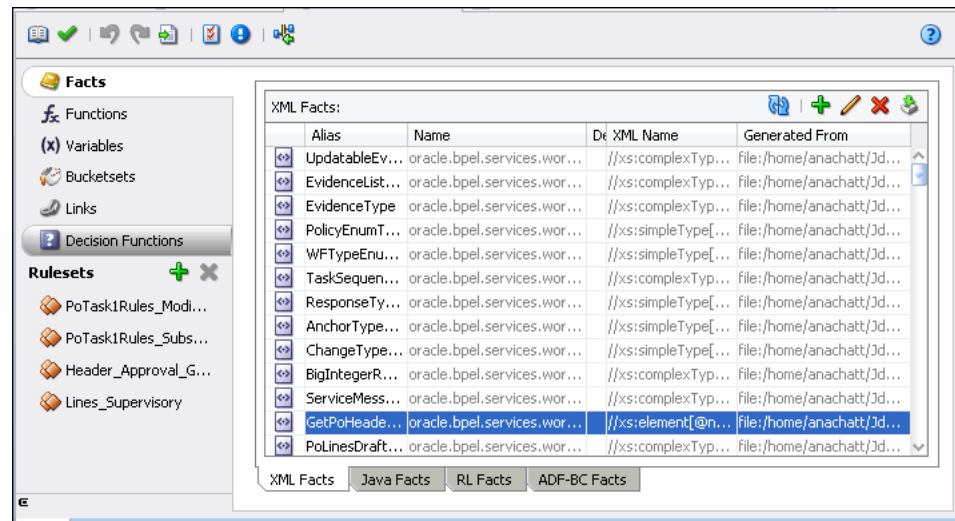 Facts
Functions
Variables
Bucketsets
Links
Decision Functions
Rulesets
PoTask1Rules_Modi...
PoTask1Rules_Subs...
Header_Approval_G...
Lines_Supervisory
XML Facts:
Alias Name De XML Name Generated From
UpdatableEv... oracle.bpel.services.wor... //xs:complexTyp... file:/home/anachatt/Jd...
EvidenceList... oracle.bpel.services.wor... //xs:complexTyp... file:/home/anachatt/Jd...
EvidenceType oracle.bpel.services.wor... //xs:complexTyp... file:/home/anachatt/Jd...
PolicyEnumT... oracle.bpel.services.wor... //xs:simpleType[... file:/home/anachatt/Jd...
WFTypeEnu... oracle.bpel.services.wor... //xs:simpleType[... file:/home/anachatt/Jd...
TaskSequen... oracle.bpel.services.wor... //xs:complexTyp... file:/home/anachatt/Jd...
ResponseTy... oracle.bpel.services.wor... //xs:simpleType[... file:/home/anachatt/Jd...
AnchorType... oracle.bpel.services.wor... //xs:simpleType[... file:/home/anachatt/Jd...
ChangeType... oracle.bpel.services.wor... //xs:simpleType[... file:/home/anachatt/Jd...
BigIntegerR... oracle.bpel.services.wor... //xs:complexTyp... file:/home/anachatt/Jd...
ServiceMess... oracle.bpel.services.wor... //xs:complexTyp... file:/home/anachatt/Jd...
GetPoHeade... oracle.bpel.services.wor... //xs:element[@n... file:/home/anachatt/Jd...
PoLinesDraft... oracle.bpel.services.wor... //xs:complexTyp... file:/home/anachatt/Jd...
XML Facts Java Facts RL Facts ADF-BC Facts